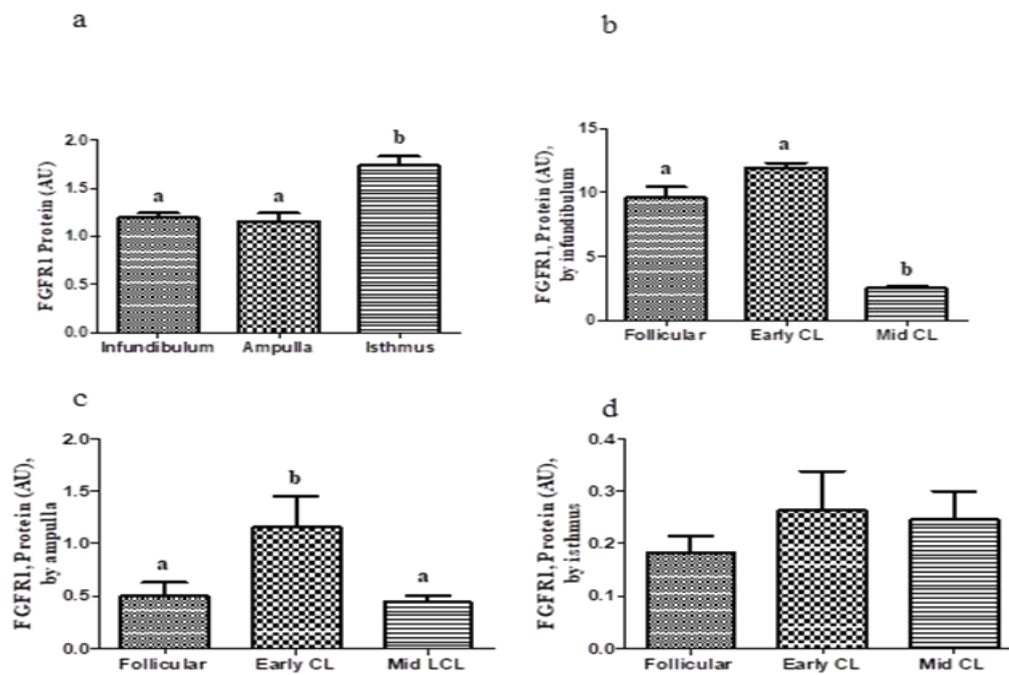 a
FGFR1 Protein (AU)
2.0
1.5
1.0
0.5
0.0
a
a
b
Infundibulum Ampulla Isthmus
b
FGFR1, Protein (AU),
by infundibulum
15
10
5
0
a
a
b
Follicular Early CL Mid CL
c
FGFR1, Protein (AU),
by ampulla
2.0
1.5
1.0
0.5
0.0
a
b
a
Follicular Early CL Mid LCL
d
FGFR1, Protein (AU),
by isthmus
0.4
0.3
0.2
0.1
0.0
Follicular Early CL Mid CL